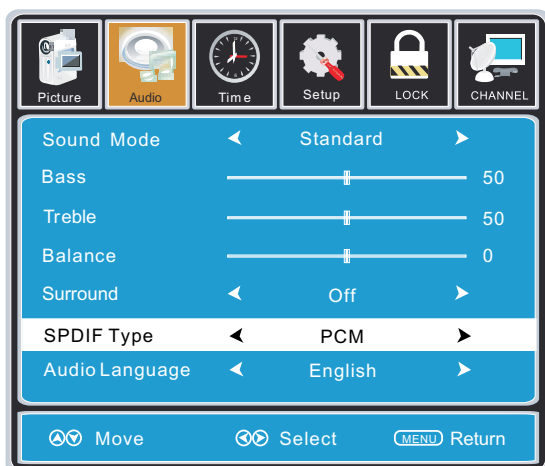 Picture Audio Time Setup LOCK CHANNEL
Sound Mode Standard
Bass 50
Treble 50
Balance 0
Surround Off
SPDIF Type PCM
Audio Language English
Move Select MENU Return